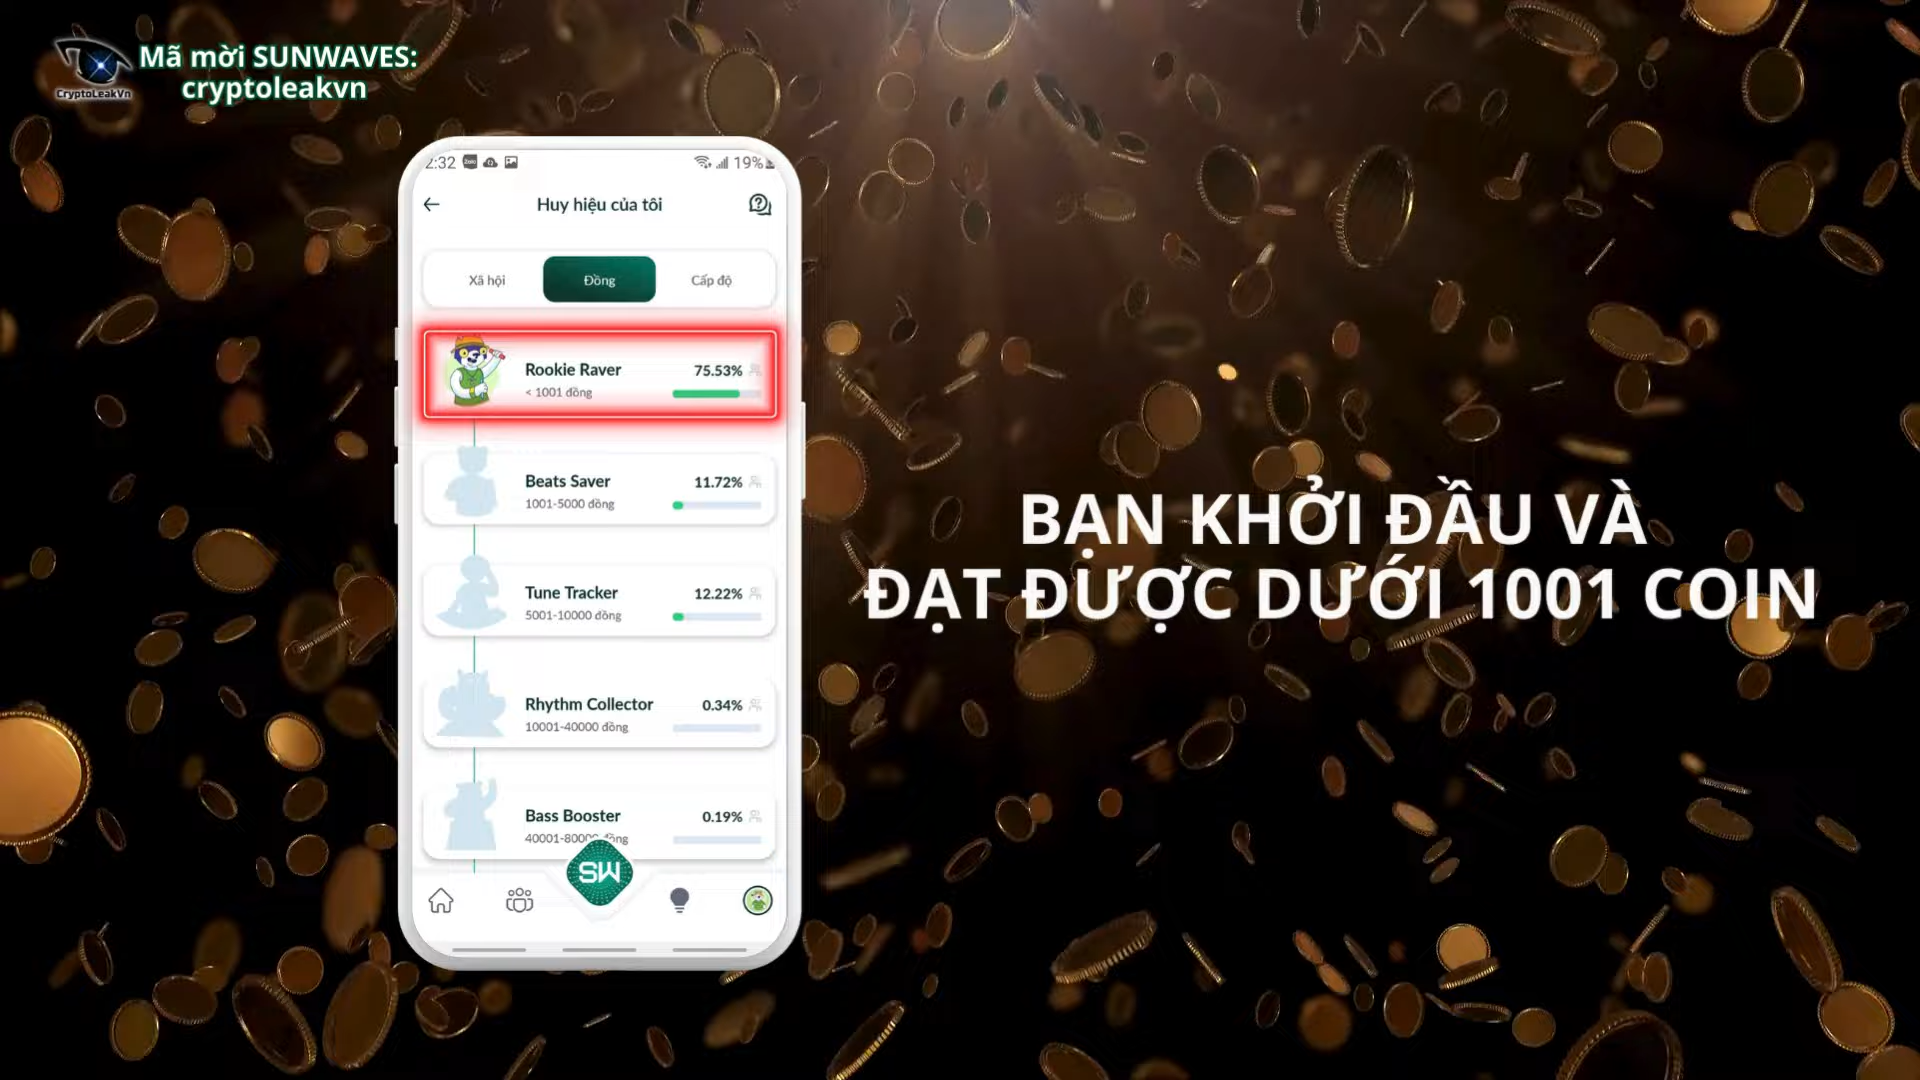 Mã mời SUNWAVES:
cryptoleakvn
CryptoLeakVn
2:32
19%
Huy hiệu của tôi
Xã hội
Đồng
Cấp độ
Rookie Raver
75.53%
< 1001 đồng
Beats Saver
11.72%
1001-5000 đồng
Tune Tracker
12.22%
5001-10000 đồng
Rhythm Collector
0.34%
10001-40000 đồng
Bass Booster
0.19%
40001-80000 đồng
SW
BẠN KHỞI ĐẦU VÀ
ĐẠT ĐƯỢC DƯỚI 1001 COIN